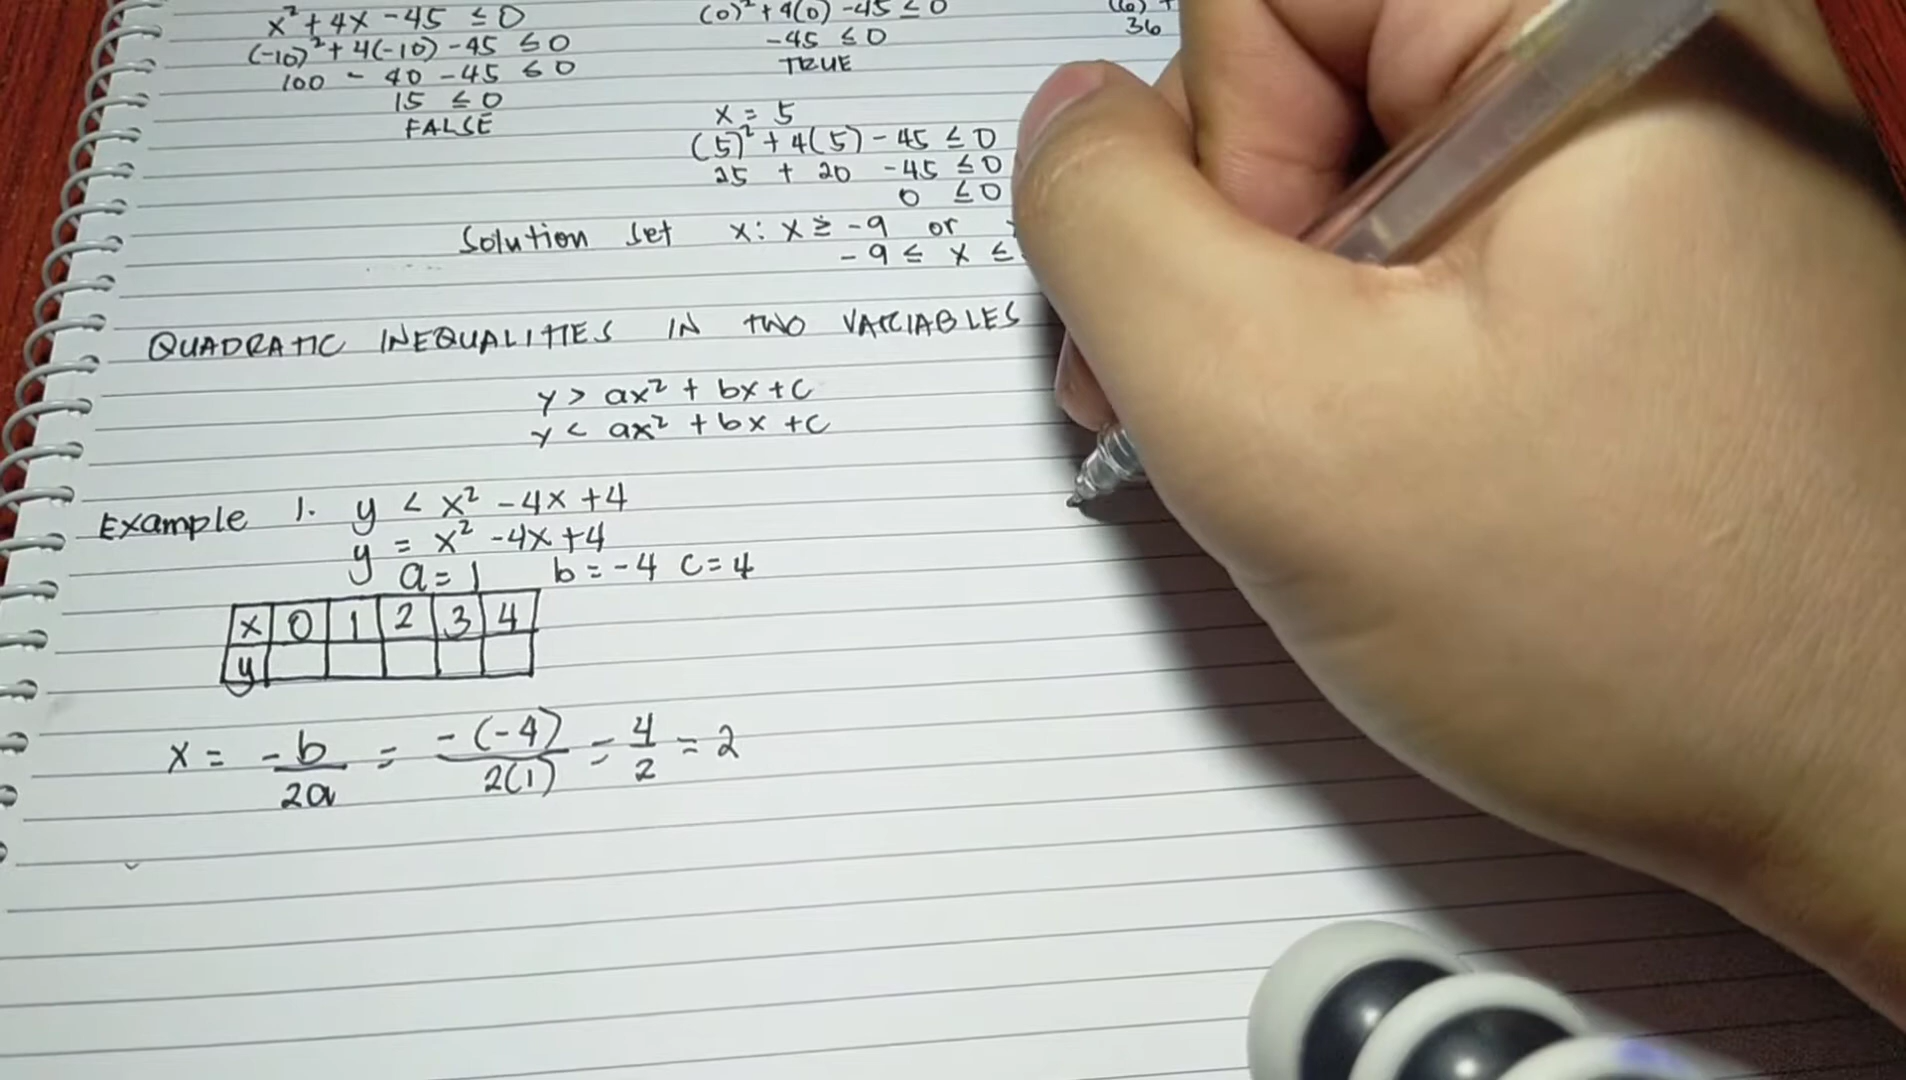 x² + 4x - 45 ≤ 0
(-10)² + 4(-10) - 45 ≤ 0
100 - 40 - 45 ≤ 0
15 ≤ 0
FALSE
(0)² + 4(0) - 45 ≤ 0
-45 ≤ 0
TRUE
x = 5
(5)² + 4(5) - 45 ≤ 0
25 + 20 - 45 ≤ 0
0 ≤ 0
36
Solution set x: x ≥ -9 or
-9 ≤ x ≤
QUADRATIC INEQUALITIES IN TWO VARIABLES
y > ax² + bx + c
y < ax² + bx + c
Example 1. y < x² - 4x + 4
y = x² - 4x + 4
a = 1 b = -4 c = 4
x 0 1 2 3 4
y
x = -b/2a = -(-4)/2(1) = 4/2 = 2